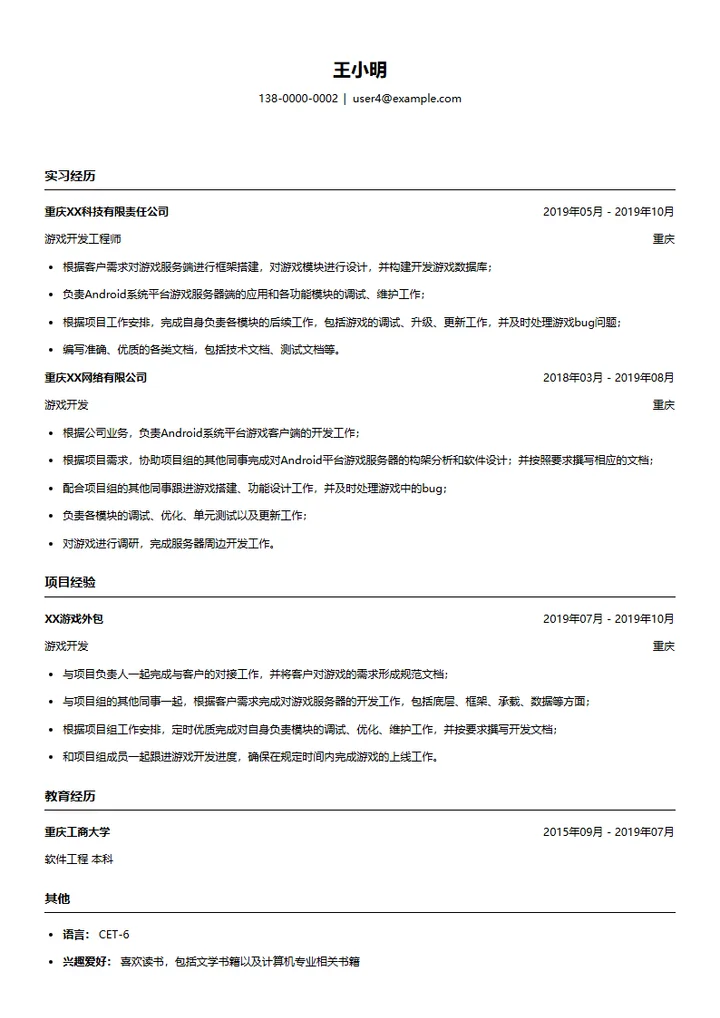 王小明
138-0000-0002 | user4@example.com
实习经历
重庆XX科技有限责任公司 2019年05月 - 2019年10月
游戏开发工程师 重庆
• 根据客户需求对游戏服务端进行框架搭建，对游戏模块进行设计，并构建开发游戏数据库；
• 负责Android系统平台游戏服务器端的应用和各功能模块的调试、维护工作；
• 根据项目工作安排，完成自身负责各模块的后续工作，包括游戏的调试、升级、更新工作，并及时处理游戏bug问题；
• 编写准确、优质的各类文档，包括技术文档、测试文档等。
重庆XX网络有限公司 2018年03月 - 2019年08月
游戏开发 重庆
• 根据公司业务，负责Android系统平台游戏客户端的开发工作；
• 根据项目需求，协助项目组的其他同事完成对Android平台游戏服务器的构架分析和软件设计；并按照要求撰写相应的文档；
• 配合项目组的其他同事跟进游戏搭建、功能设计工作，并及时处理游戏中的bug；
• 负责各模块的调试、优化、单元测试以及更新工作；
• 对游戏进行调研，完成服务器周边开发工作。
项目经验
XX游戏外包 2019年07月 - 2019年10月
游戏开发 重庆
• 与项目负责人一起完成与客户的对接工作，并将客户对游戏的需求形成规范文档；
• 与项目组的其他同事一起，根据客户需求完成对游戏服务器的开发工作，包括底层、框架、承载、数据等方面；
• 根据项目组工作安排，定时优质完成对自身负责模块的调试、优化、维护工作，并按要求撰写开发文档；
• 和项目组成员一起跟进游戏开发进度，确保在规定时间内完成游戏的上线工作。
教育经历
重庆工商大学 2015年09月 - 2019年07月
软件工程 本科
其他
• 语言： CET-6
• 兴趣爱好： 喜欢读书，包括文学书籍以及计算机专业相关书籍